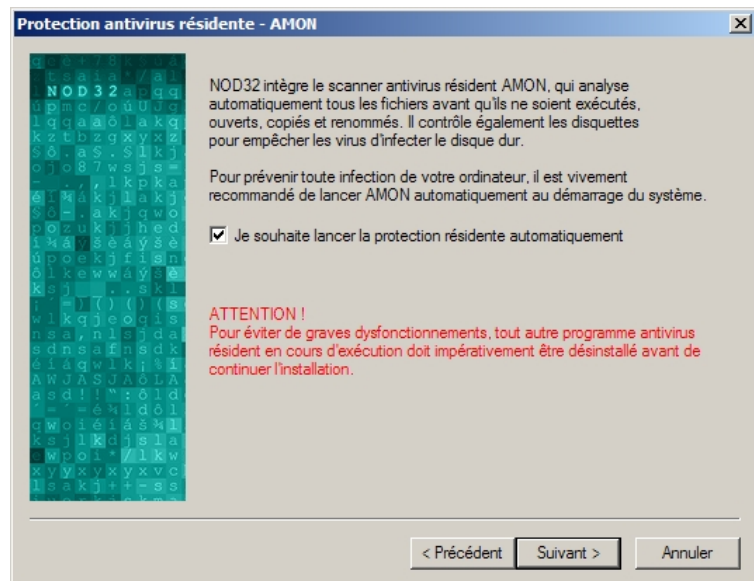 Protection antivirus résidente - AMON
NOD32
NOD32 intègre le scanner antivirus résident AMON, qui analyse
automatiquement tous les fichiers avant qu'ils ne soient exécutés,
ouverts, copiés et renommés. Il contrôle également les disquettes
pour empêcher les virus d'infecter le disque dur.
Pour prévenir toute infection de votre ordinateur, il est vivement
recommandé de lancer AMON automatiquement au démarrage du système.
Je souhaite lancer la protection résidente automatiquement
ATTENTION !
Pour éviter de graves dysfonctionnements, tout autre programme antivirus
résident en cours d'exécution doit impérativement être désinstallé avant de
continuer l'installation.
< Précédent
Suivant >
Annuler